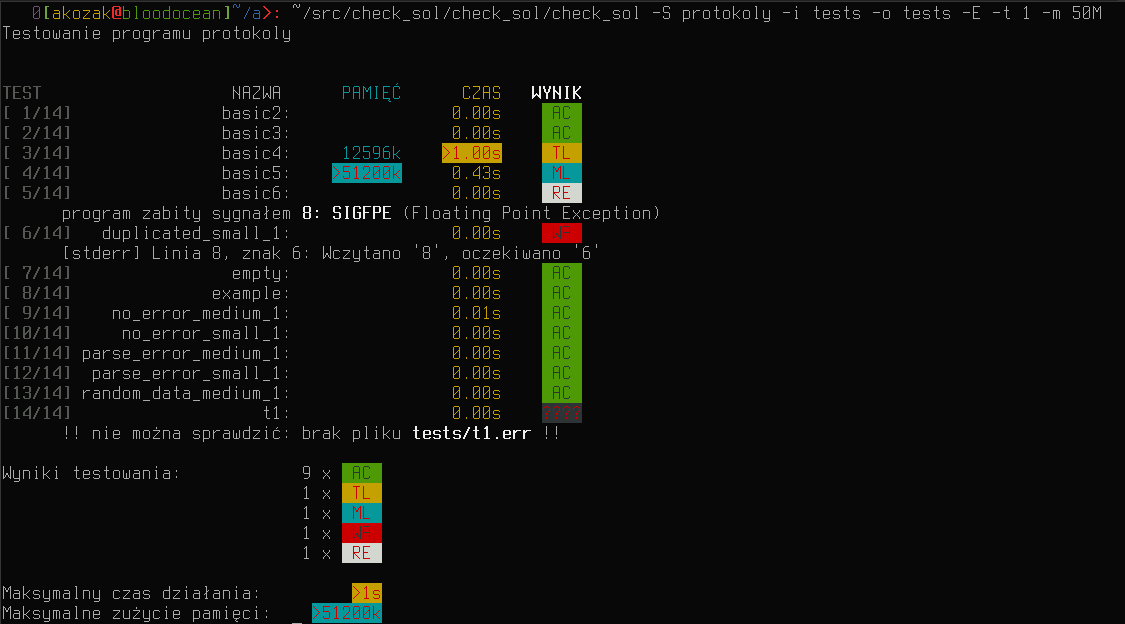 0[akozak@bloodocean]~/a>: ~/src/check_sol/check_sol/check_sol -S protokoly -i tests -o tests -E -t 1 -m 50M
Testowanie programu protokoly
TEST NAZWA PAMIĘĆ CZAS WYNIK
[ 1/14] basic2: 0.00s AC
[ 2/14] basic3: 0.00s AC
[ 3/14] basic4: 12596k >1.00s TL
[ 4/14] basic5: >51200k 0.43s ML
[ 5/14] basic6: 0.00s RE
program zabity sygnałem 8: SIGFPE (Floating Point Exception)
[ 6/14] duplicated_small_1: 0.00s WA
[stderr] Linia 8, znak 6: Wczytano '8', oczekiwano '6'
[ 7/14] empty: 0.00s AC
[ 8/14] example: 0.00s AC
[ 9/14] no_error_medium_1: 0.01s AC
[10/14] no_error_small_1: 0.00s AC
[11/14] parse_error_medium_1: 0.00s AC
[12/14] parse_error_small_1: 0.00s AC
[13/14] random_data_medium_1: 0.00s AC
[14/14] t1: 0.00s ????
!! nie można sprawdzić: brak pliku tests/t1.err !!
Wyniki testowania: 9 x AC
1 x TL
1 x ML
1 x WA
1 x RE
Maksymalny czas działania: >1s
Maksymalne zużycie pamięci: >51200k